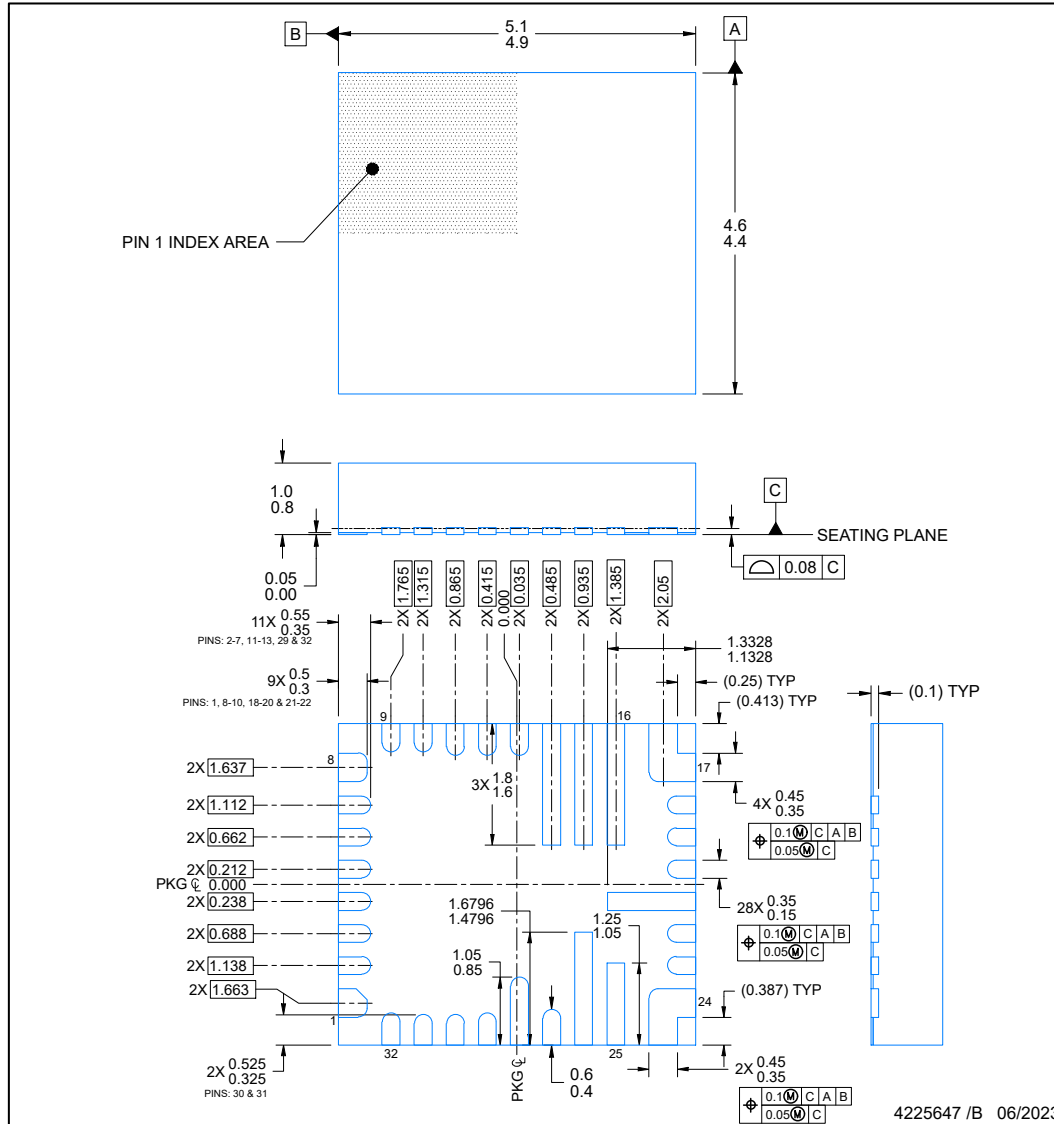 B
5.1
4.9
A
PIN 1 INDEX AREA
4.6
4.4
1.0
0.8
C
SEATING PLANE
0.08 C
0.05
0.00
2X 1.765
2X 1.315
2X 0.865
2X 0.415
0.000
2X 0.035
2X 0.485
2X 0.935
2X 1.385
2X 2.05
11X 0.55
0.35
PINS: 2-7, 11-13, 29 & 32
1.3328
1.1328
9X 0.5
0.3
PINS: 1, 8-10, 18-20 & 21-22
(0.25) TYP
(0.413) TYP
(0.1) TYP
9
16
8
17
2X 1.637
3X 1.8
1.6
2X 1.112
4X 0.45
0.35
0.1 Ⓜ C A B
0.05 Ⓜ C
2X 0.662
2X 0.212
PKG ℄ 0.000
2X 0.238
28X 0.35
0.15
0.1 Ⓜ C A B
0.05 Ⓜ C
1.6796
1.4796
1.25
1.05
2X 0.688
1.05
0.85
2X 1.138
2X 1.663
(0.387) TYP
24
1
32
25
PKG ℄
2X 0.525
0.325
PINS: 30 & 31
0.6
0.4
2X 0.45
0.35
0.1 Ⓜ C A B
0.05 Ⓜ C
4225647 /B 06/2023